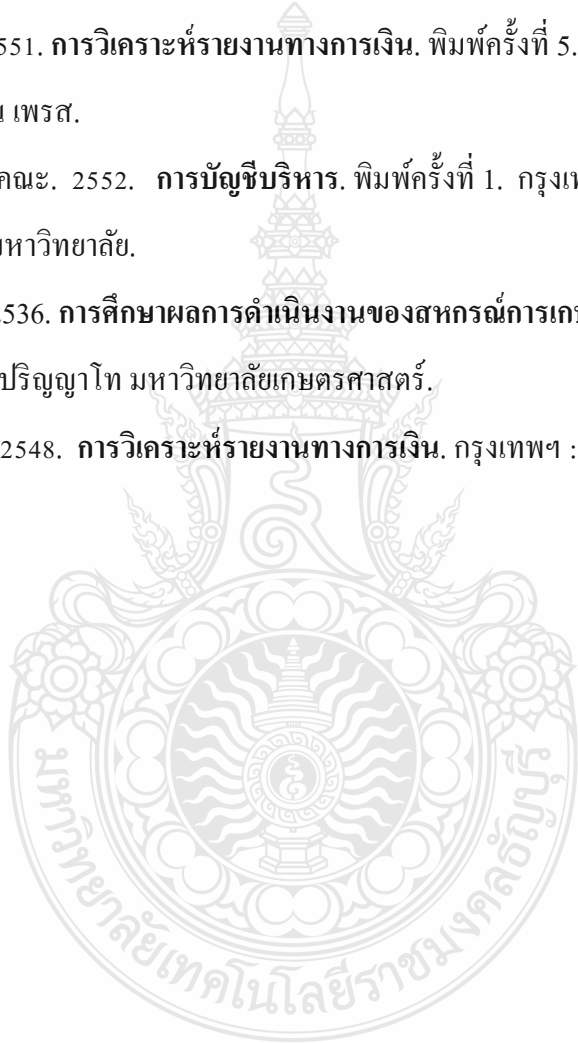 551. การวิเคราะห์รายงานทางการเงิน. พิมพ์ครั้งที่ 5.
เพรส.
คณะ. 2552. การบัญชีบริหาร. พิมพ์ครั้งที่ 1. กรุงเทพ
มหาวิทยาลัย.
2536. การศึกษาผลการดำเนินงานของสหกรณ์การเกษ
ปริญญาโท มหาวิทยาลัยเกษตรศาสตร์.
2548. การวิเคราะห์รายงานทางการเงิน. กรุงเทพฯ :
มหาวิทยาลัยเทคโนโลยีราชมงคลธัญบุรี